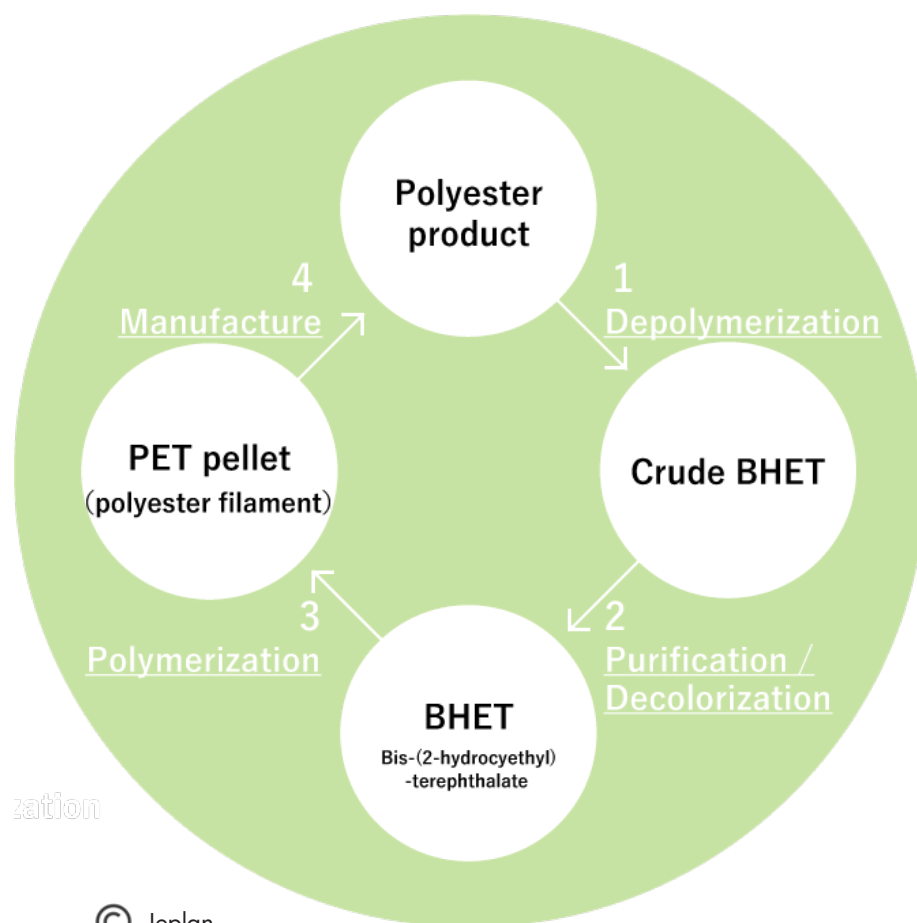 Polyester
product
4
Manufacture
1
Depolymerization
PET pellet
(polyester filament)
Crude BHET
3
Polymerization
2
Purification /
Decolorization
BHET
Bis-(2-hydrocyethyl)
-terephthalate
zation
© Jeplan